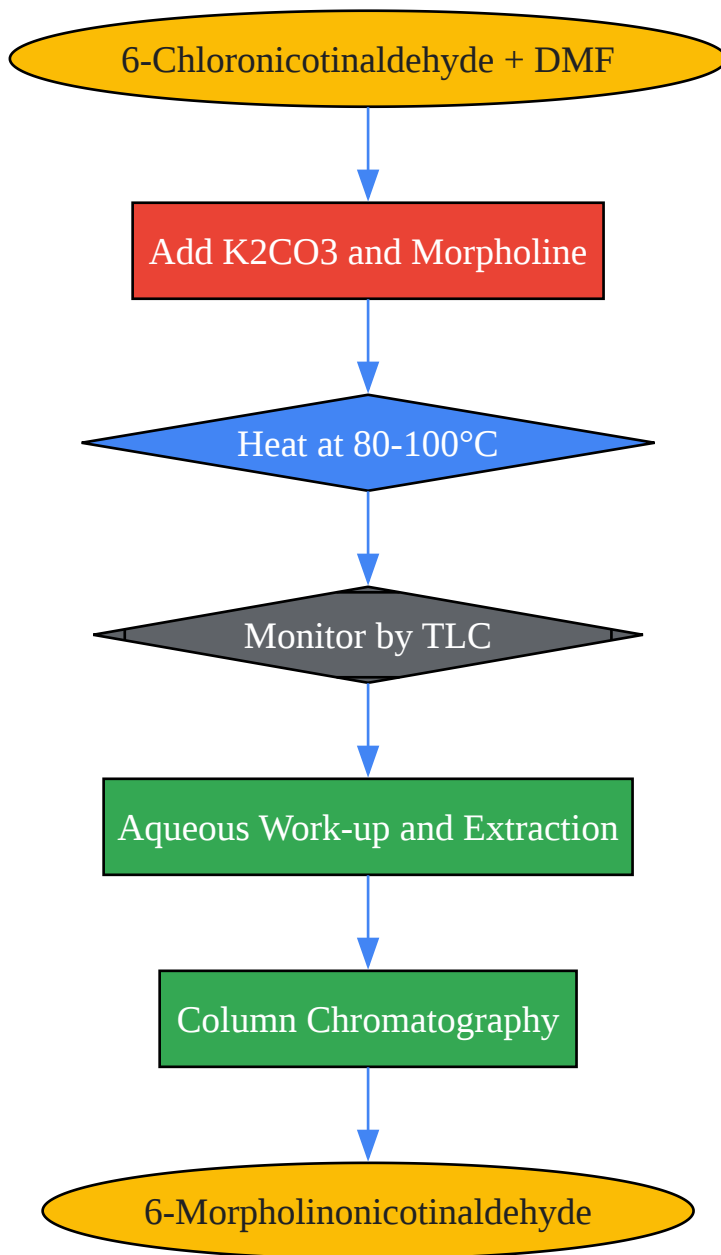 6-Chloronicotinaldehyde + DMF
Add K2CO3 and Morpholine
Heat at 80-100°C
Monitor by TLC
Aqueous Work-up and Extraction
Column Chromatography
6-Morpholinonicotinaldehyde